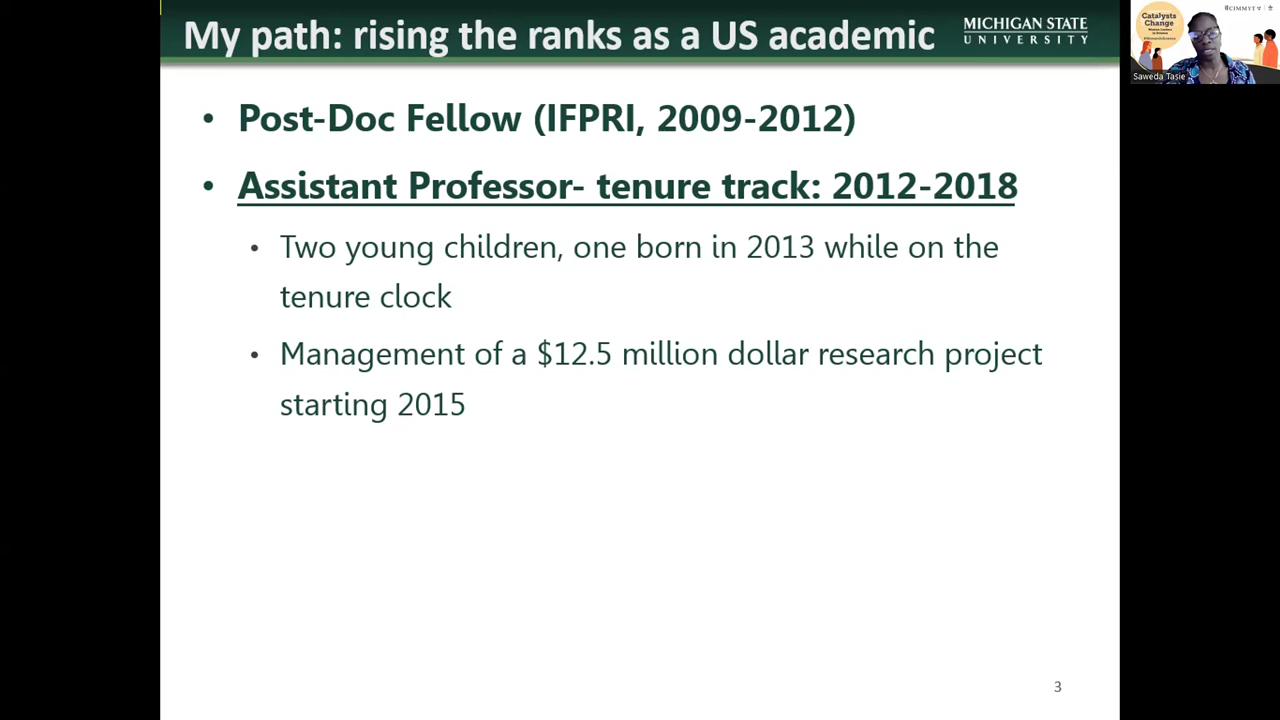 My path: rising the ranks as a US academic
MICHIGAN STATE
UNIVERSITY
• Post-Doc Fellow (IFPRI, 2009-2012)
• Assistant Professor- tenure track: 2012-2018
• Two young children, one born in 2013 while on the
tenure clock
• Management of a $12.5 million dollar research project
starting 2015
3
Catalysts
Change
Saweda Tasie